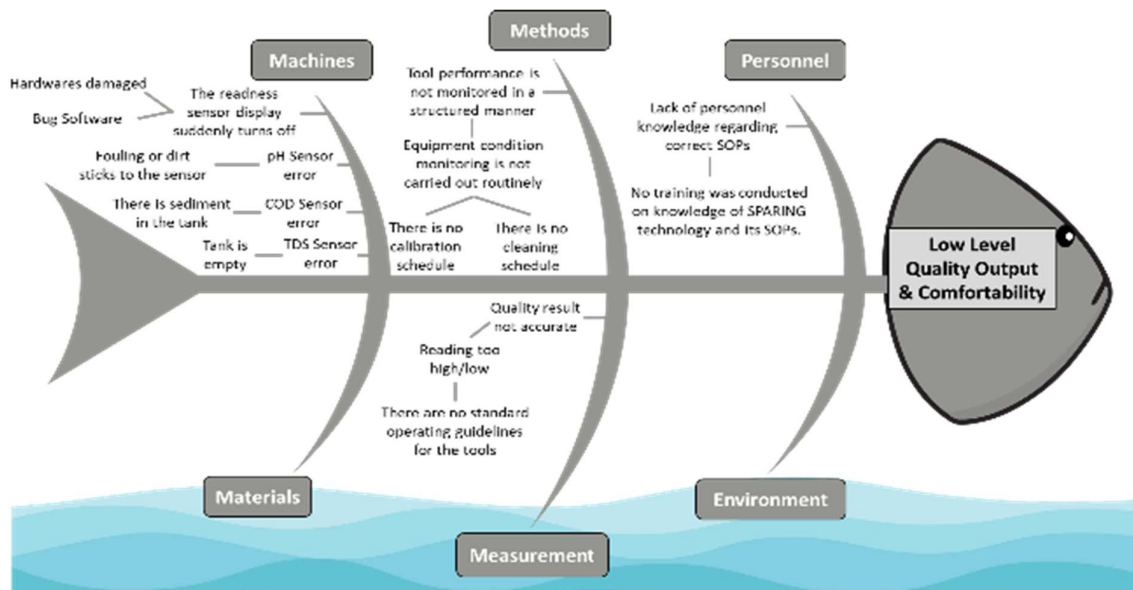 Methods
Machines
Personnel
Hardwares damaged
Bug Software
The readness
sensor display
suddenly turns off
Fouling or dirt
sticks to the sensor
pH Sensor
error
There is sediment
in the tank
COD Sensor
error
Tank is
empty
TDS Sensor
error
Tool performance is
not monitored in a
structured manner
Equipment condition
monitoring is not
carried out routinely
There is no
calibration
schedule
There is no
cleaning
schedule
Lack of personnel
knowledge regarding
correct SOPs
No training was conducted
on knowledge of SPARING
technology and its SOPs.
Low Level
Quality Output
& Comfortability
Quality result
not accurate
Reading too
high/low
There are no standard
operating guidelines
for the tools
Materials
Measurement
Environment